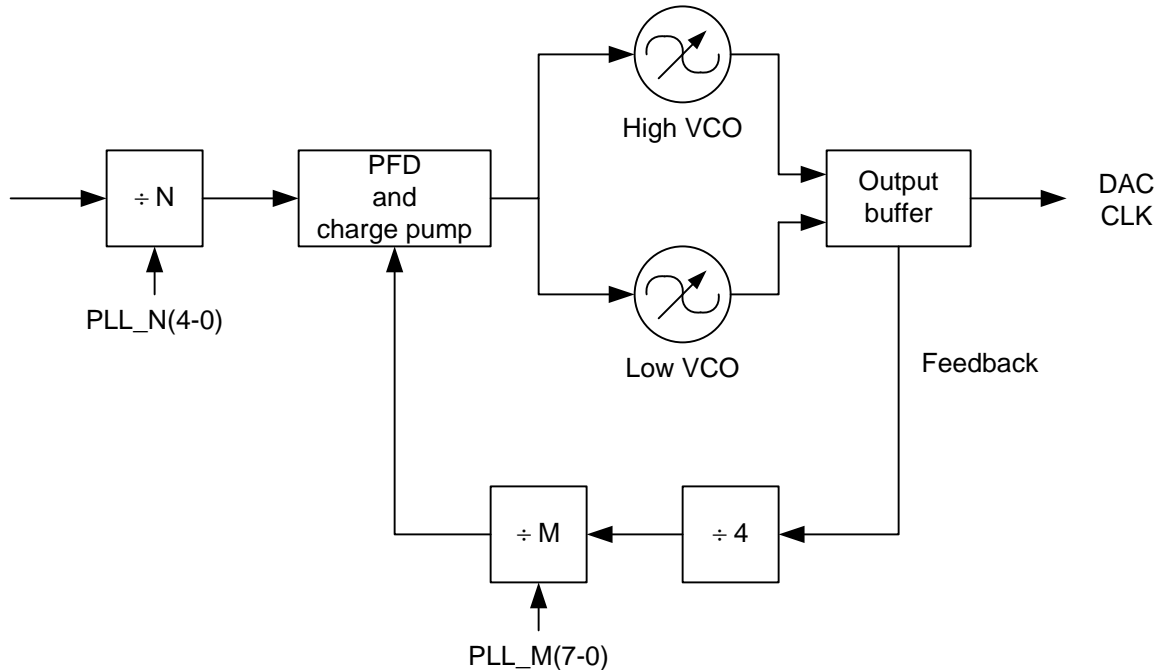 High VCO
÷ N
PFD
and
charge pump
Output
buffer
DAC
CLK
PLL_N(4-0)
Low VCO
Feedback
÷ M
÷ 4
PLL_M(7-0)